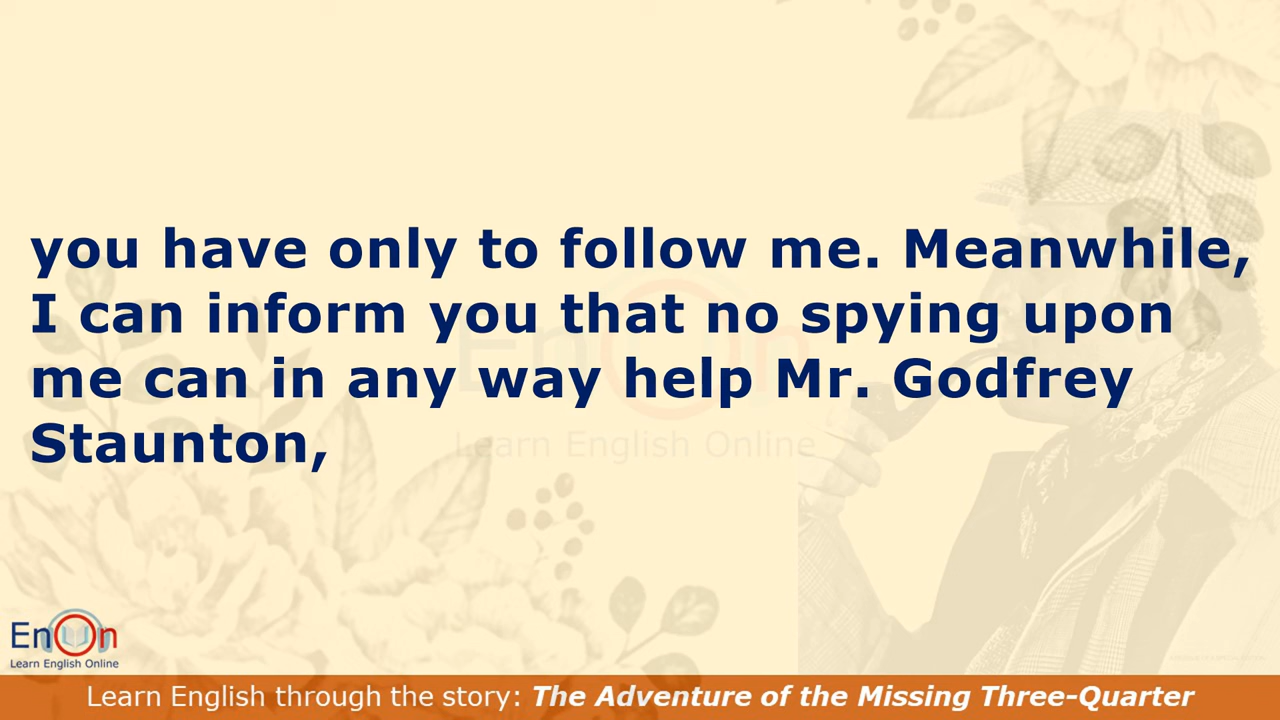 you have only to follow me. Meanwhile,
I can inform you that no spying upon
me can in any way help Mr. Godfrey
Staunton,
EnOn
Learn English Online
EnOn
Learn English Online
Learn English through the story: The Adventure of the Missing Three-Quarter